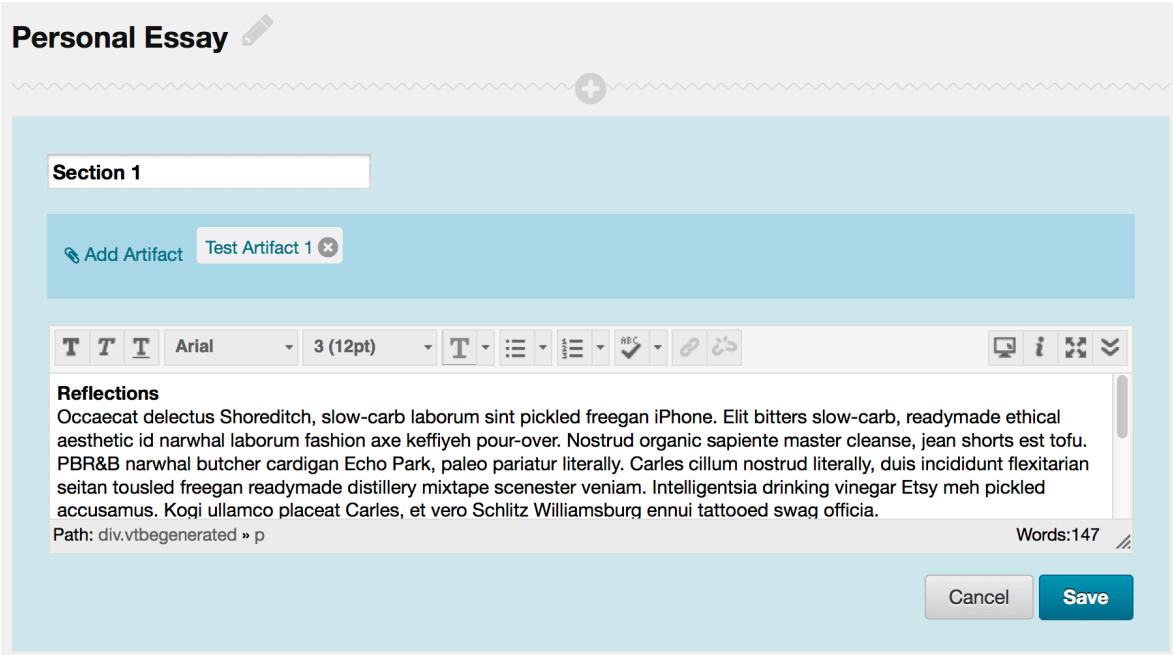 Personal Essay
Section 1
Add Artifact
Test Artifact 1
T T T Arial 3 (12pt) T 1 2 3 ABC i
Reflections
Occaecat delectus Shoreditch, slow-carb laborum sint pickled freegan iPhone. Elit bitters slow-carb, readymade ethical
aesthetic id narwhal laborum fashion axe keffiyeh pour-over. Nostrud organic sapiente master cleanse, jean shorts est tofu.
PBR&B narwhal butcher cardigan Echo Park, paleo pariatur literally. Carles cillum nostrud literally, duis incididunt flexitarian
seitan tousled freegan readymade distillery mixtape scenester veniam. Intelligentsia drinking vinegar Etsy meh pickled
accusamus. Kogi ullamco placeat Carles, et vero Schlitz Williamsburg ennui tattooed swag officia.
Path: div.vtbegenerated » p Words:147
Cancel Save